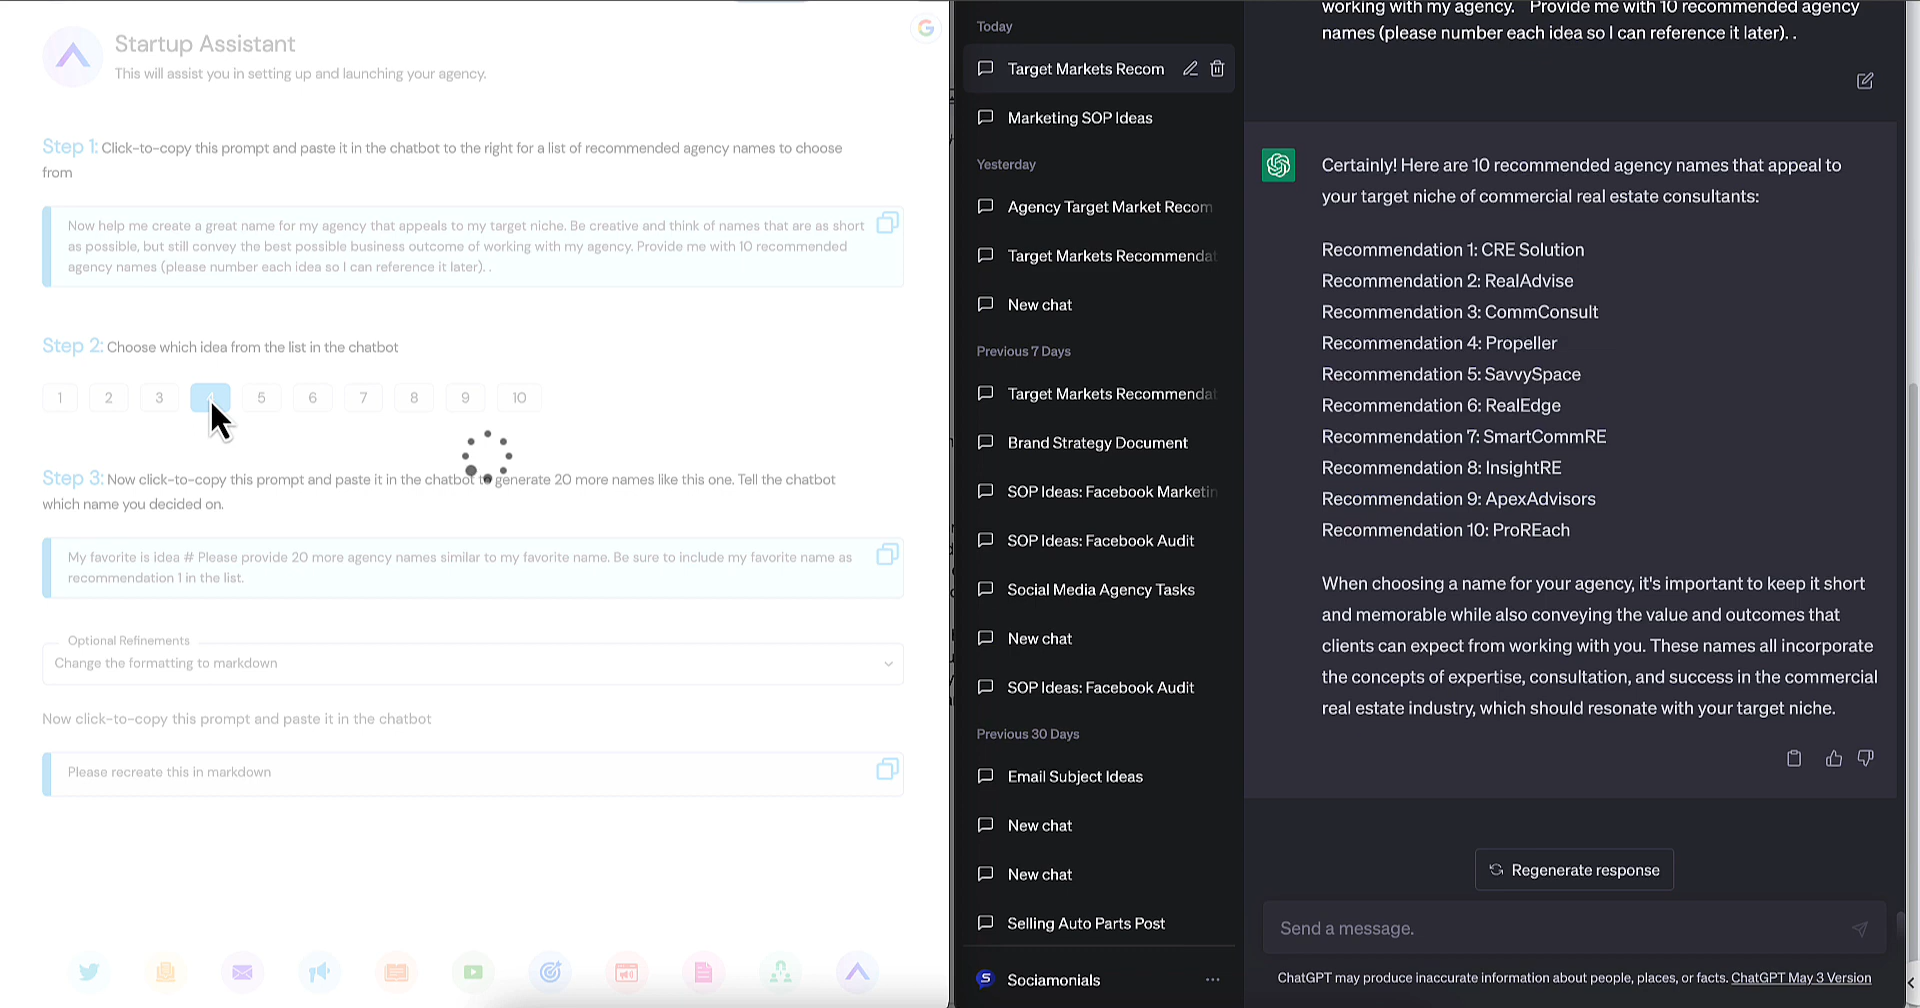 Startup Assistant
This will assist you in setting up and launching your agency.
Step 1: Click-to-copy this prompt and paste it in the chatbot to the right for a list of recommended agency names to choose
from
Now help me create a great name for my agency that appeals to my target niche. Be creative and think of names that are as short
as possible, but still convey the best possible business outcome of working with my agency. Provide me with 10 recommended
agency names (please number each idea so I can reference it later). .
Step 2: Choose which idea from the list in the chatbot
1 2 3 4 5 6 7 8 9 10
Step 3: Now click-to-copy this prompt and paste it in the chatbot to generate 20 more names like this one. Tell the chatbot
which name you decided on.
My favorite is idea # Please provide 20 more agency names similar to my favorite name. Be sure to include my favorite name as
recommendation 1 in the list.
Optional Refinements
Change the formatting to markdown
Now click-to-copy this prompt and paste it in the chatbot
Please recreate this in markdown
Today
Target Markets Recom
Marketing SOP Ideas
Yesterday
Agency Target Market Recom
Target Markets Recommendat
New chat
Previous 7 Days
Target Markets Recommendat
Brand Strategy Document
SOP Ideas: Facebook Marketin
SOP Ideas: Facebook Audit
Social Media Agency Tasks
New chat
SOP Ideas: Facebook Audit
Previous 30 Days
Email Subject Ideas
New chat
New chat
Selling Auto Parts Post
Sociamonials
working with my agency.   Provide me with 10 recommended agency
names (please number each idea so I can reference it later). .
Certainly! Here are 10 recommended agency names that appeal to
your target niche of commercial real estate consultants:
Recommendation 1: CRE Solution
Recommendation 2: RealAdvise
Recommendation 3: CommConsult
Recommendation 4: Propeller
Recommendation 5: SavvySpace
Recommendation 6: RealEdge
Recommendation 7: SmartCommRE
Recommendation 8: InsightRE
Recommendation 9: ApexAdvisors
Recommendation 10: ProREach
When choosing a name for your agency, it's important to keep it short
and memorable while also conveying the value and outcomes that
clients can expect from working with you. These names all incorporate
the concepts of expertise, consultation, and success in the commercial
real estate industry, which should resonate with your target niche.
Regenerate response
Send a message.
ChatGPT may produce inaccurate information about people, places, or facts. ChatGPT May 3 Version